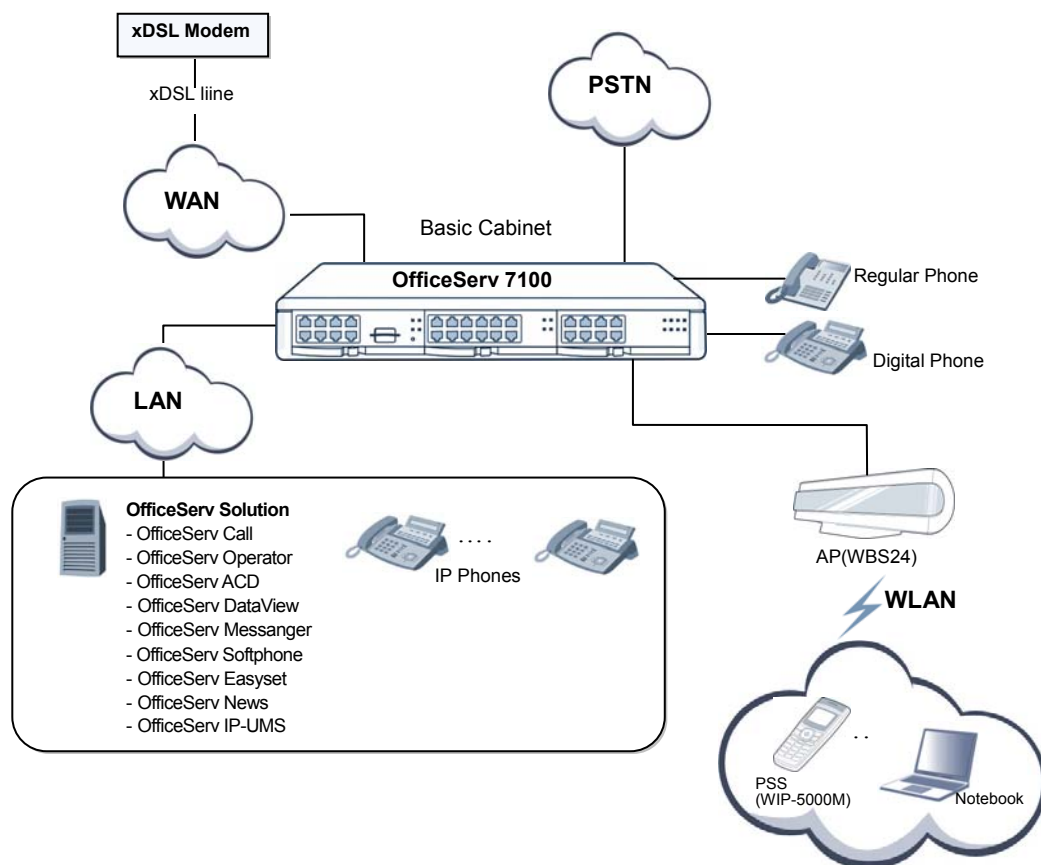 xDSL Modem
xDSL liine
WAN
PSTN
Basic Cabinet
OfficeServ 7100
Regular Phone
Digital Phone
LAN
OfficeServ Solution
- OfficeServ Call
- OfficeServ Operator
- OfficeServ ACD
- OfficeServ DataView
- OfficeServ Messanger
- OfficeServ Softphone
- OfficeServ Easyset
- OfficeServ News
- OfficeServ IP-UMS
. . . .
IP Phones
AP(WBS24)
WLAN
. .
PSS
(WIP-5000M)
Notebook